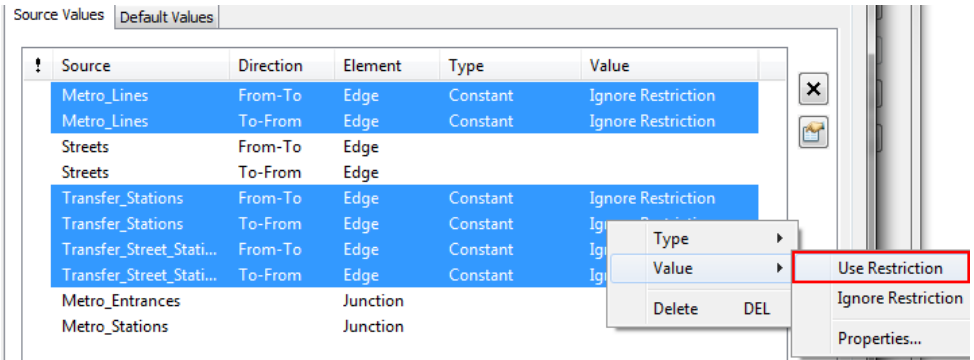 Source Values Default Values
! Source Direction Element Type Value
Metro_Lines From-To Edge Constant Ignore Restriction
Metro_Lines To-From Edge Constant Ignore Restriction
Streets From-To Edge
Streets To-From Edge
Transfer_Stations From-To Edge Constant Ignore Restriction
Transfer_Stations To-From Edge Constant
Transfer_Street_Stati... From-To Edge Constant
Transfer_Street_Stati... To-From Edge Constant
Metro_Entrances Junction
Metro_Stations Junction
Type
Value
Delete DEL
Use Restriction
Ignore Restriction
Properties...